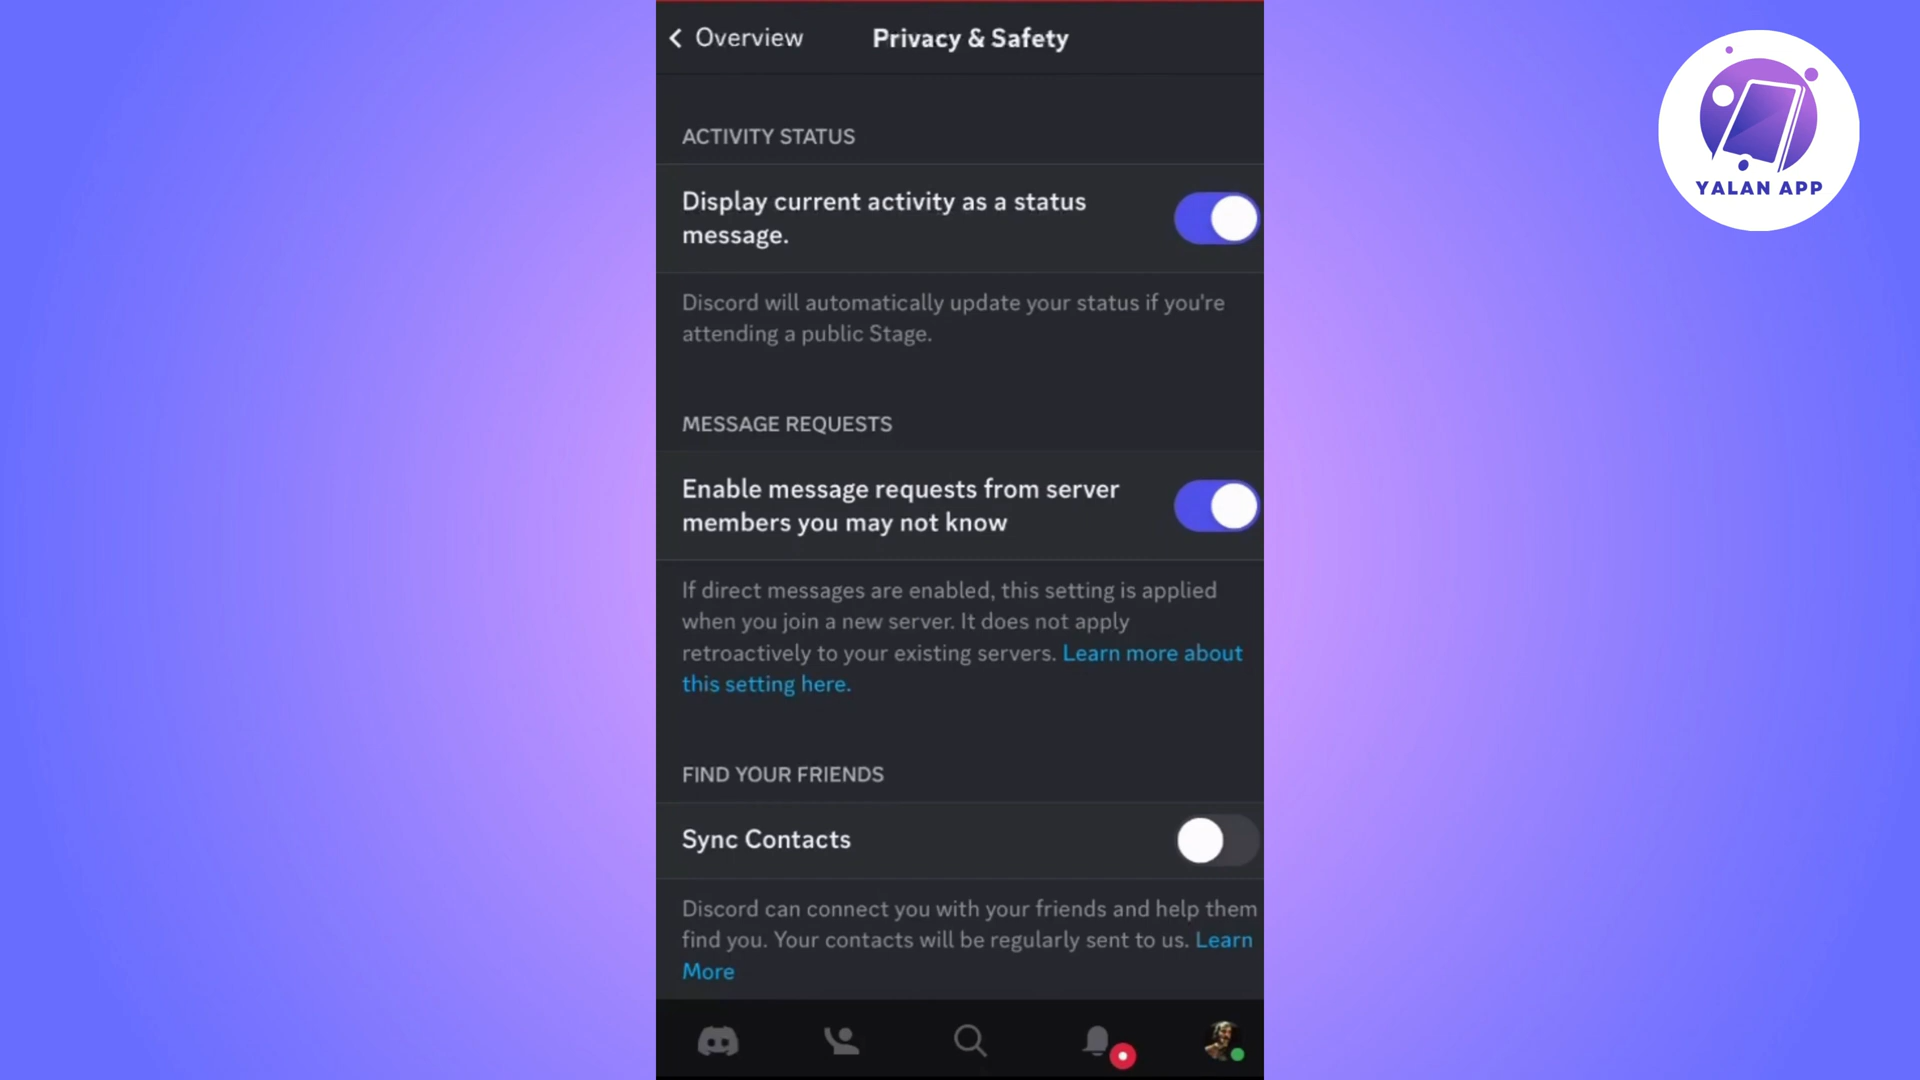 Overview
Privacy & Safety
YALAN APP
ACTIVITY STATUS
Display current activity as a status
message.
Discord will automatically update your status if you're
attending a public Stage.
MESSAGE REQUESTS
Enable message requests from server
members you may not know
If direct messages are enabled, this setting is applied
when you join a new server. It does not apply
retroactively to your existing servers. Learn more about
this setting here.
FIND YOUR FRIENDS
Sync Contacts
Discord can connect you with your friends and help them
find you. Your contacts will be regularly sent to us. Learn
More